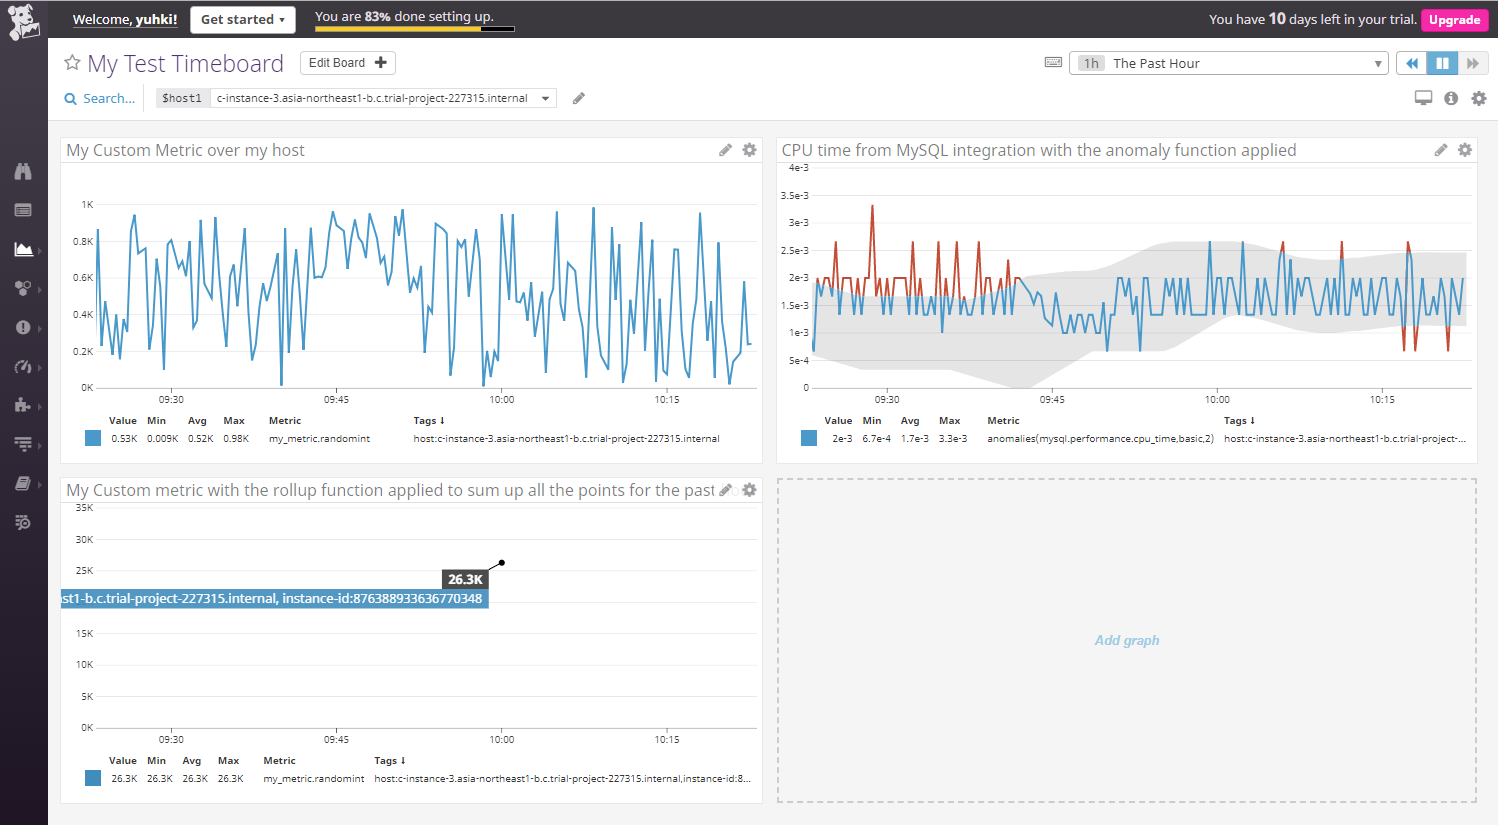 Welcome, yuhki!
Get started
You are 83% done setting up.
You have 10 days left in your trial.
Upgrade
My Test Timeboard
Edit Board
1h The Past Hour
Search...
$host1 c-instance-3.asia-northeast1-b.c.trial-project-227315.internal
My Custom Metric over my host
1K
0.8K
0.6K
0.4K
0.2K
0K
09:30 09:45 10:00 10:15
Value Min Avg Max Metric Tags
0.53K 0.009K 0.52K 0.98K my_metric.randomint host:c-instance-3.asia-northeast1-b.c.trial-project-227315.internal
CPU time from MySQL integration with the anomaly function applied
4e-3
3.5e-3
3e-3
2.5e-3
2e-3
1.5e-3
1e-3
5e-4
0
09:30 09:45 10:00 10:15
Value Min Avg Max Metric Tags
2e-3 6.7e-4 1.7e-3 3.3e-3 anomalies(mysql.performance.cpu_time,basic,2) host:c-instance-3.asia-northeast1-b.c.trial-project-...
My Custom metric with the rollup function applied to sum up all the points for the past
35K
30K
25K
26.3K
st1-b.c.trial-project-227315.internal, instance-id:876388933636770348
15K
10K
5K
0K
09:30 09:45 10:00 10:15
Value Min Avg Max Metric Tags
26.3K 26.3K 26.3K 26.3K my_metric.randomint host:c-instance-3.asia-northeast1-b.c.trial-project-227315.internal,instance-id:8...
Add graph